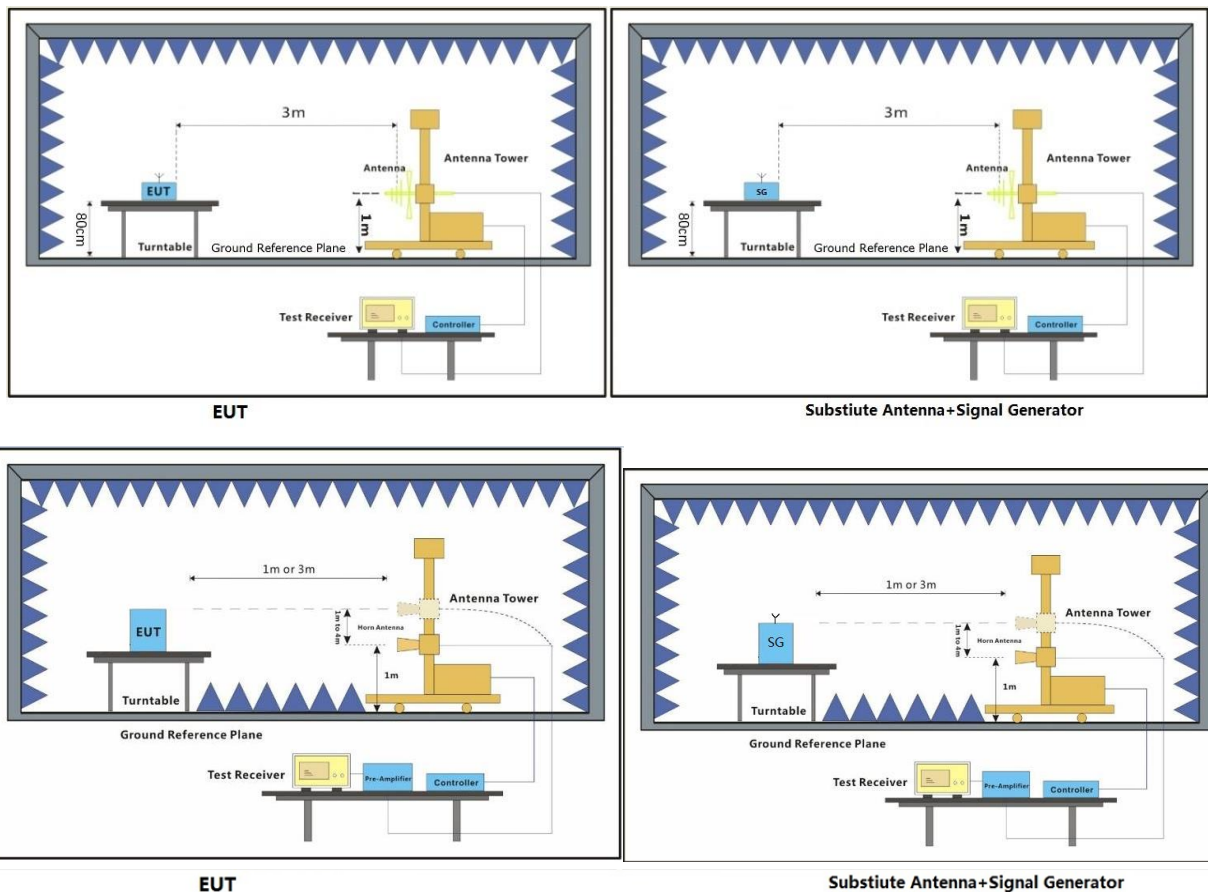 3m
Antenna
Antenna Tower
EUT
80cm
1m
Turntable
Ground Reference Plane
Test Receiver
Controller
EUT
3m
Antenna
Antenna Tower
SG
80cm
1m
Turntable
Ground Reference Plane
Test Receiver
Controller
Substiute Antenna+Signal Generator
1m or 3m
Antenna Tower
EUT
1m to 4m
Horn Antenna
1m
Turntable
Ground Reference Plane
Test Receiver
Pre-Amplifier
Controller
EUT
1m or 3m
Antenna Tower
SG
1m to 4m
Horn Antenna
1m
Turntable
Ground Reference Plane
Test Receiver
Pre-Amplifier
Controller
Substiute Antenna+Signal Generator